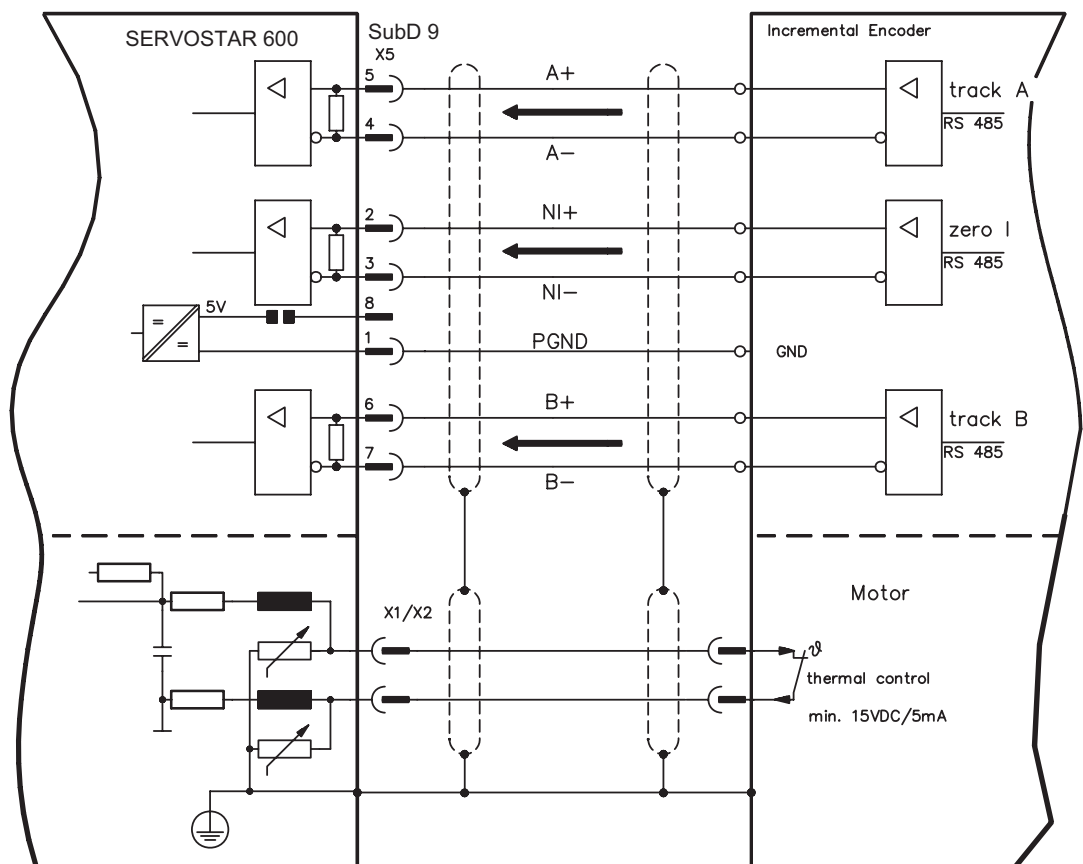 SERVOSTAR 600
SubD 9
X5
Incremental Encoder
5
A+
track A
4
A-
RS 485
2
NI+
zero I
3
NI-
RS 485
8
5V
1
PGND
GND
6
B+
track B
7
B-
RS 485
Motor
X1/X2
ϑ
thermal control
min. 15VDC/5mA